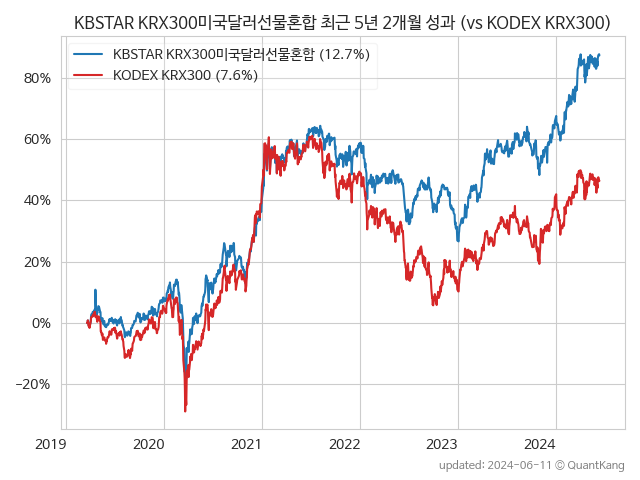 KBSTAR KRX300미국달러선물혼합 최근 5년 2개월 성과 (vs KODEX KRX300)
KBSTAR KRX300미국달러선물혼합 (12.7%)
KODEX KRX300 (7.6%)
80%
60%
40%
20%
0%
−20%
2019 2020 2021 2022 2023 2024
updated: 2024-06-11 © QuantKang